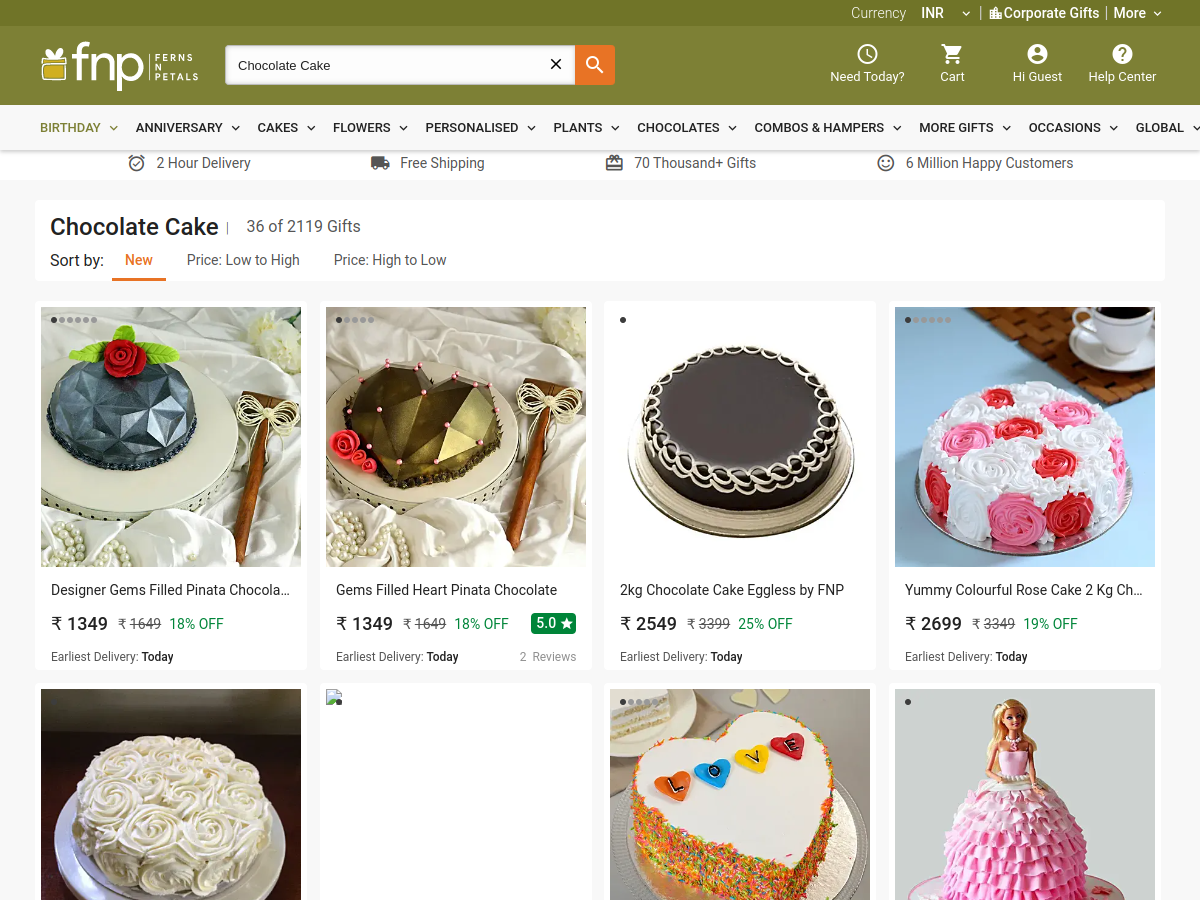 Currency INR | Corporate Gifts | More
fnp FERNS N PETALS
Chocolate Cake
Need Today? Cart Hi Guest Help Center
BIRTHDAY ANNIVERSARY CAKES FLOWERS PERSONALISED PLANTS CHOCOLATES COMBOS & HAMPERS MORE GIFTS OCCASIONS GLOBAL
2 Hour Delivery Free Shipping 70 Thousand+ Gifts 6 Million Happy Customers
Chocolate Cake | 36 of 2119 Gifts
Sort by: New Price: Low to High Price: High to Low
Designer Gems Filled Pinata Chocola...
₹ 1349 ₹ 1649 18% OFF
Earliest Delivery: Today
Gems Filled Heart Pinata Chocolate
₹ 1349 ₹ 1649 18% OFF 5.0 ★
Earliest Delivery: Today 2 Reviews
2kg Chocolate Cake Eggless by FNP
₹ 2549 ₹ 3399 25% OFF
Earliest Delivery: Today
Yummy Colourful Rose Cake 2 Kg Ch...
₹ 2699 ₹ 3349 19% OFF
Earliest Delivery: Today
L O V E